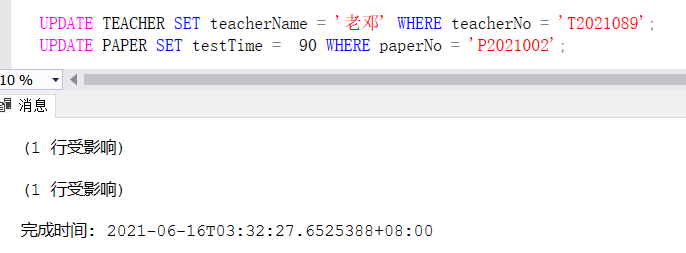 UPDATE TEACHER SET teacherName = '老邓' WHERE teacherNo = 'T2021089';
UPDATE PAPER SET testTime =  90 WHERE paperNo = 'P2021002';
10 %
消息
(1 行受影响)
(1 行受影响)
完成时间: 2021-06-16T03:32:27.6525388+08:00